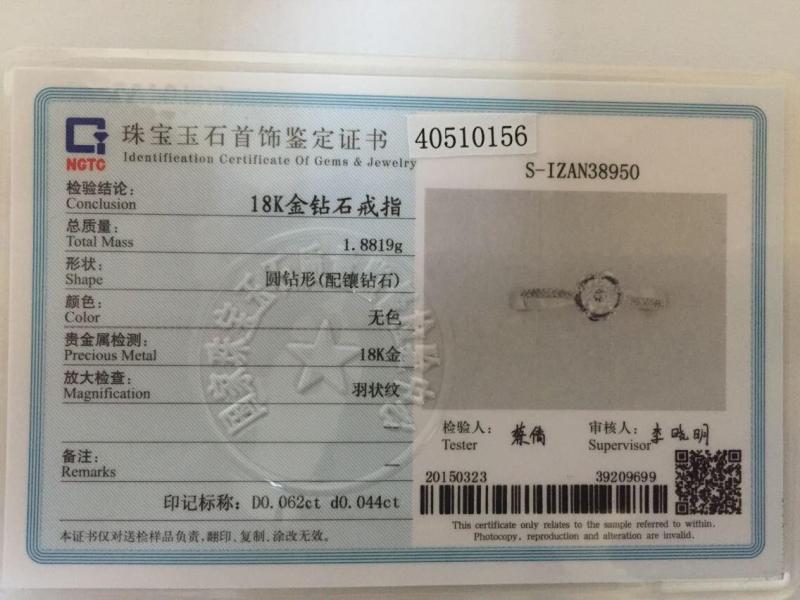 NGTC
珠宝玉石首饰鉴定证书
Identification Certificate Of Gems & Jewelry
40510156
检验结论：
Conclusion
18K金钻石戒指
总质量：
Total Mass
1.8819g
形状：
Shape
圆钻形(配镶钻石)
颜色：
Color
无色
贵金属检测：
Precious Metal
18K金
放大检查：
Magnification
羽状纹
—
备注：
Remarks
—
印记标称：D0.062ct d0.044ct
本证书仅对送检样品负责,翻印、复制、涂改无效。
S-IZAN38950
检验人：
Tester
审核人：
Supervisor
李晓明
20150323
39209699
This certificate only relates to the sample referred to within.
Photocopy, reproduction and alteration are invalid.